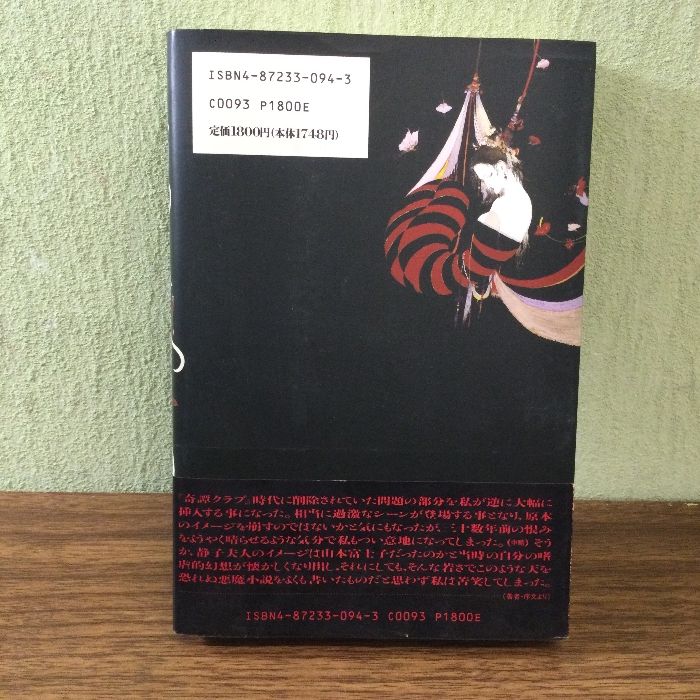 ISBN4-87233-094-3
C0093 P1800E
定価1800円(本体1748円)
『奇譚クラブ』時代に削除されていた問題の部分を私が逆に大幅に
挿入する事になった。相当に過激なシーンが登場する事となり、原本
のイメージを損すのではないかと気にもなったが、三十数年前の恨み
をようやく晴らせるような気分で私もつい意地になってしまった。(中略)そう
か、静子夫人のイメージは山本富士子だったのかと当時の自分の嗜
虐的幻想が懐かしくなり出し、それにしても、そんな若さでこのような天を
恐れぬ悪魔小説をよくも書いたものだと思わず私は苦笑してしまった。
(著者・序文より)
ISBN4-87233-094-3 C0093 P1800E